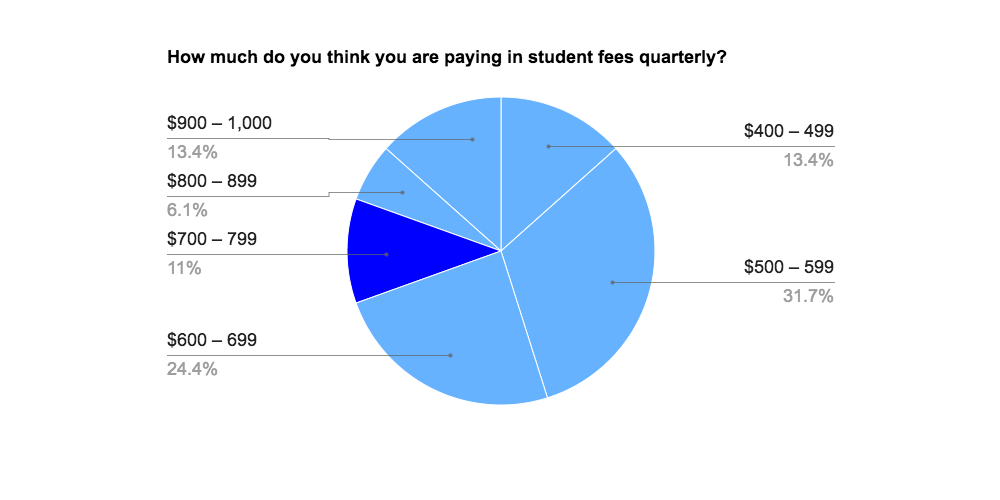 How much do you think you are paying in student fees quarterly?
$900 – 1,000
13.4%
$800 – 899
6.1%
$700 – 799
11%
$600 – 699
24.4%
$400 – 499
13.4%
$500 – 599
31.7%